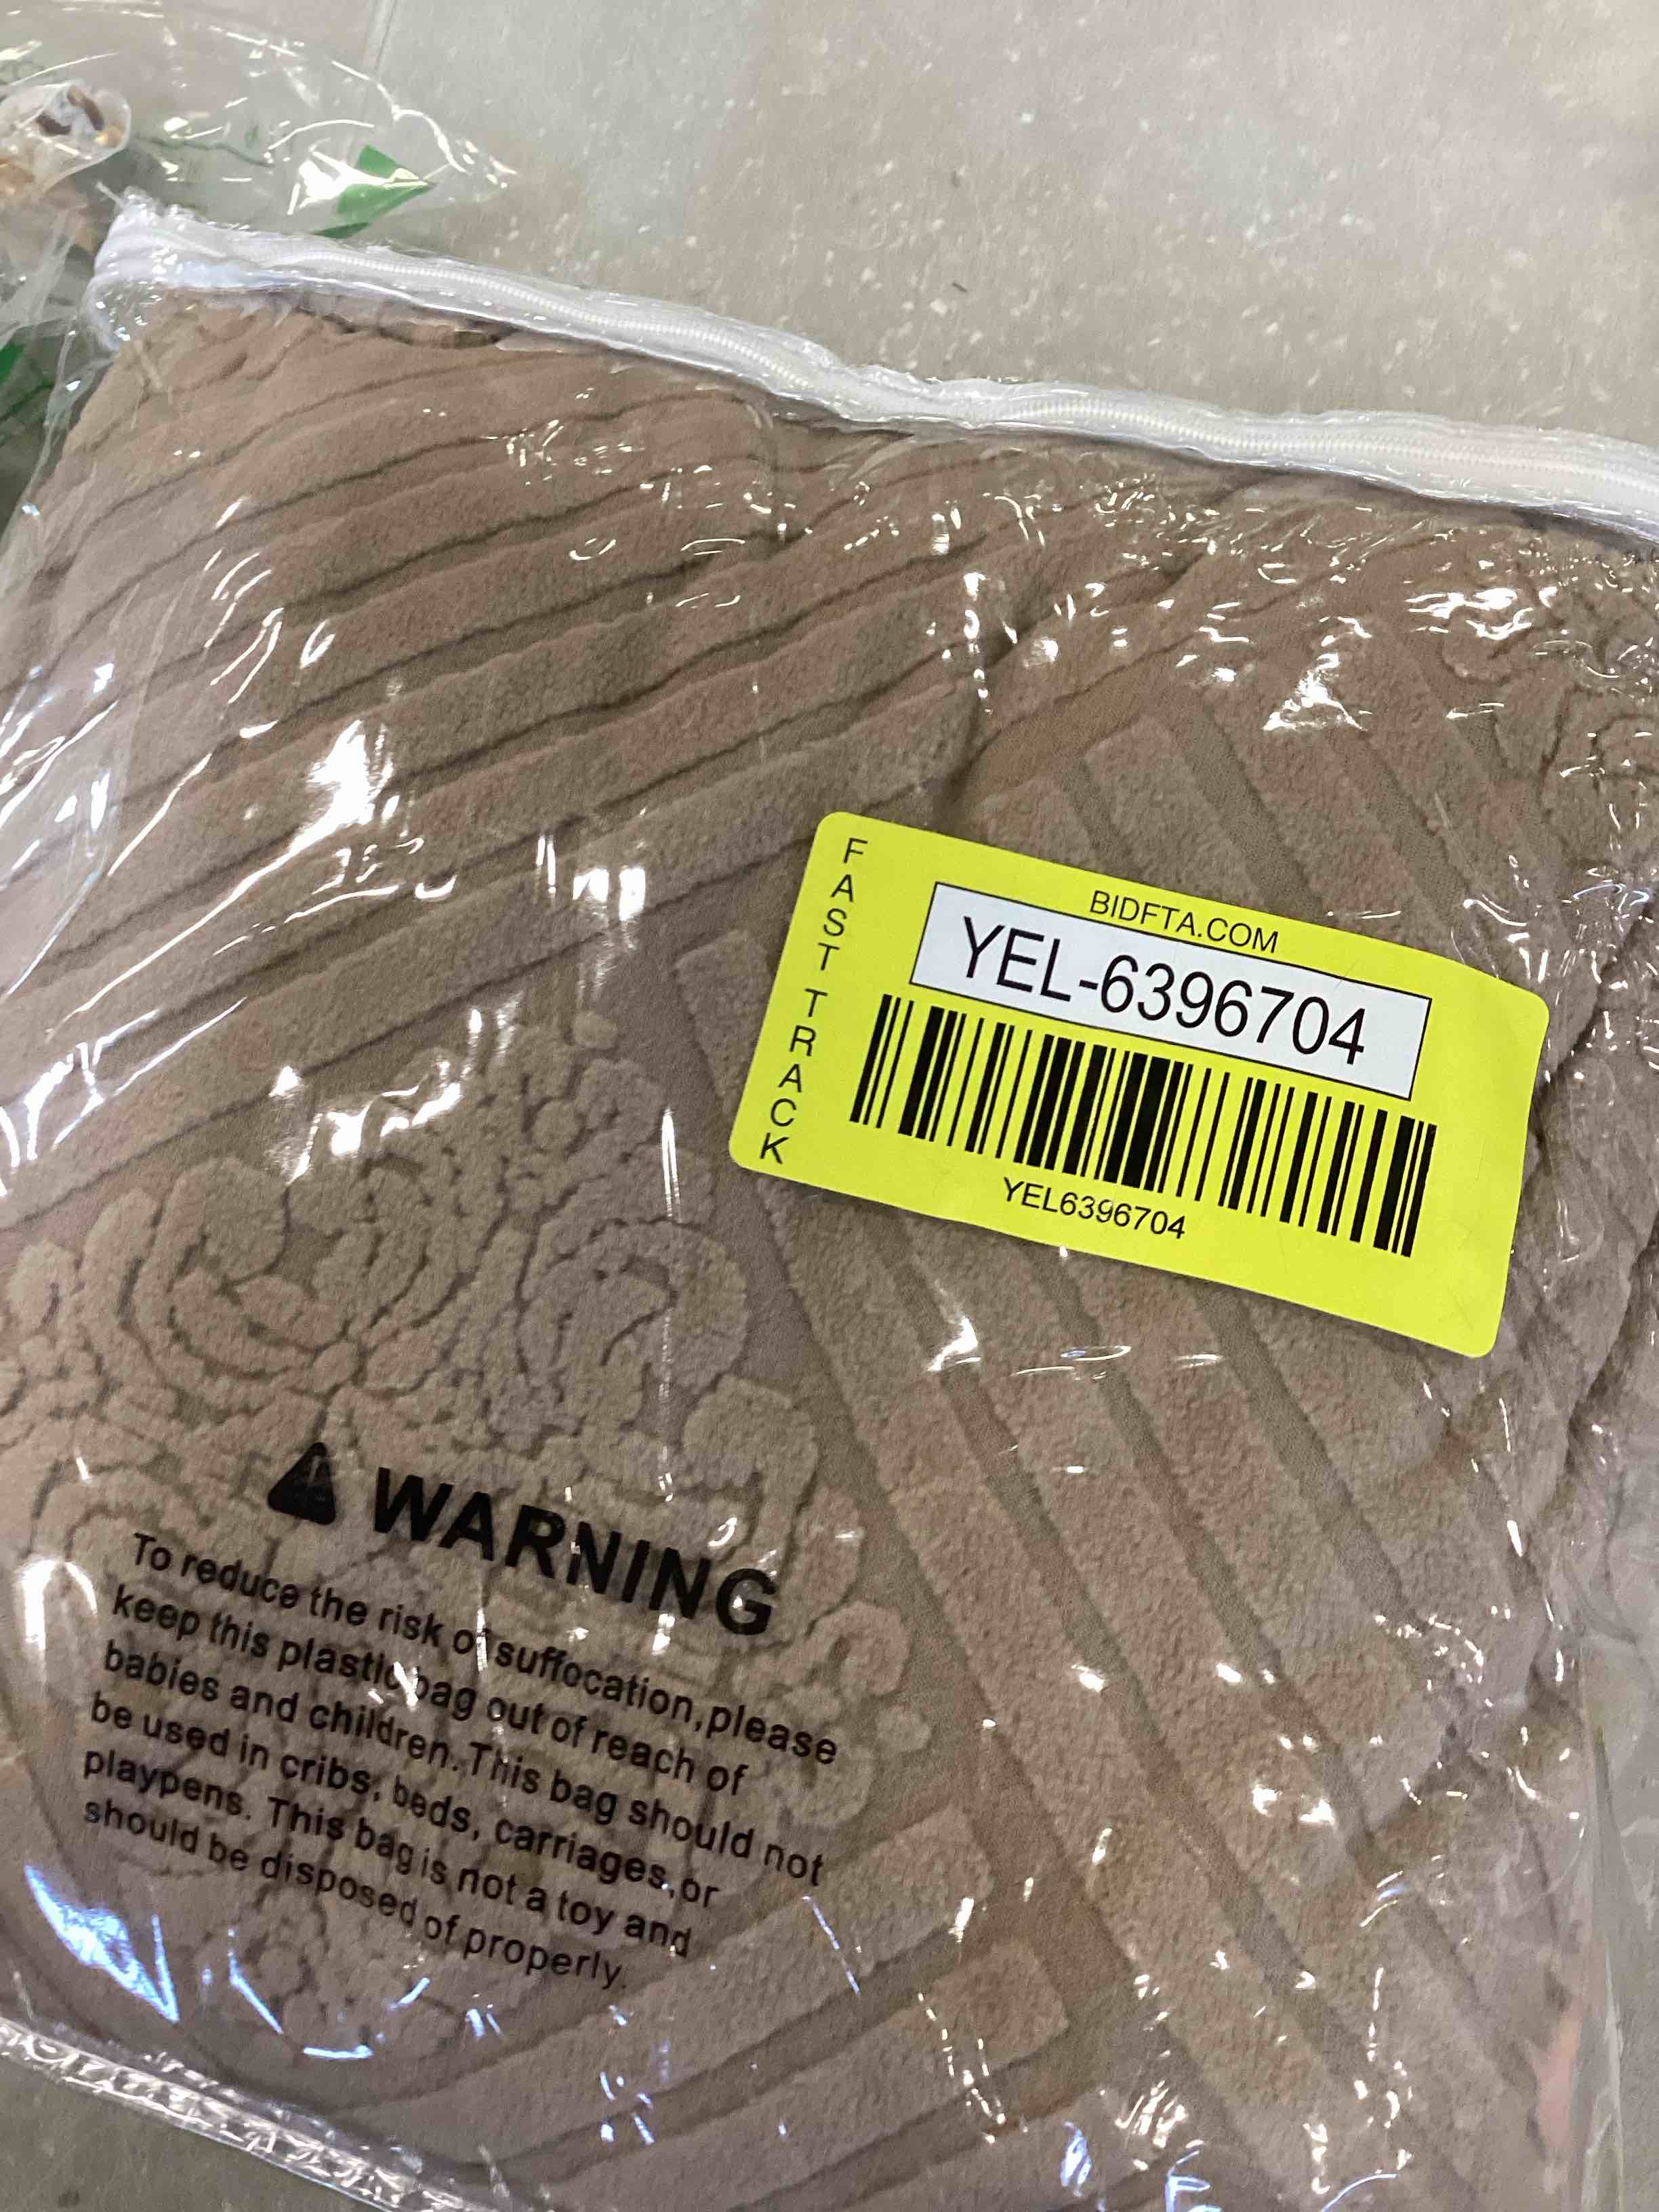 FAST TRACK
BIDFTA.COM
YEL-6396704
YEL6396704
WARNING
To reduce the risk of suffocation,please
keep this plastic bag out of reach of
babies and children.This bag should not
be used in cribs, beds, carriages,or
playpens. This bag is not a toy and
should be disposed of properly.